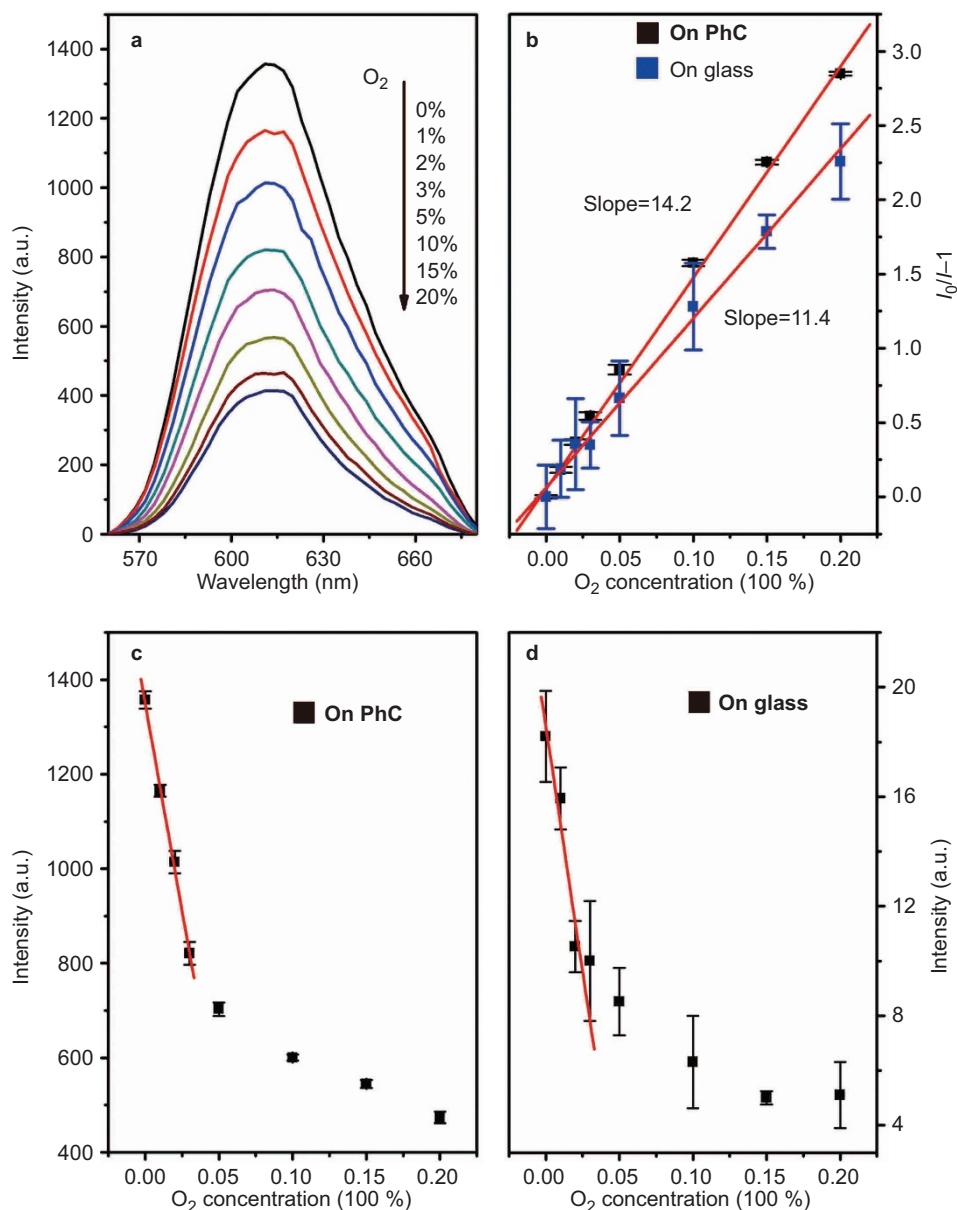 a
O2
0%
1%
2%
3%
5%
10%
15%
20%
1400
1200
1000
800
600
400
200
0
Intensity (a.u.)
570 600 630 660
Wavelength (nm)
b
On PhC
On glass
Slope=14.2
Slope=11.4
3.0
2.5
2.0
1.5
1.0
0.5
0.0
I0/I–1
0.00 0.05 0.10 0.15 0.20
O2 concentration (100 %)
c
On PhC
1400
1200
1000
800
600
400
Intensity (a.u.)
0.00 0.05 0.10 0.15 0.20
O2 concentration (100 %)
d
On glass
20
16
12
8
4
Intensity (a.u.)
0.00 0.05 0.10 0.15 0.20
O2 concentration (100 %)